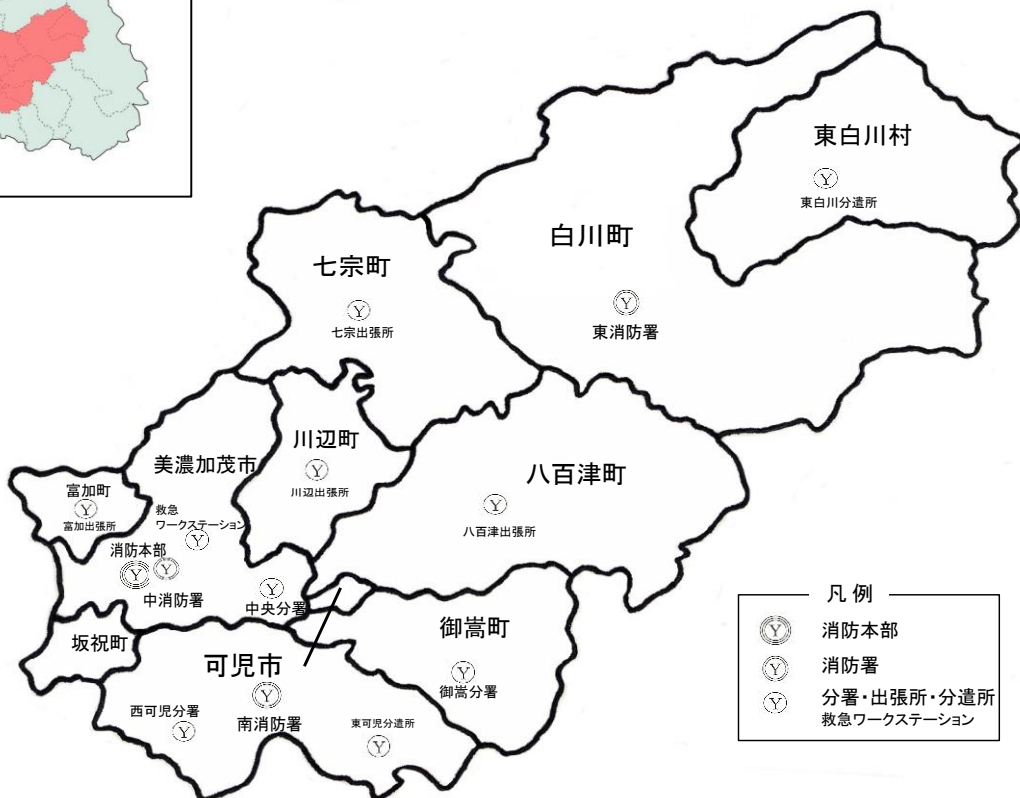 東白川村
Y
東白川分遣所
白川町
Y
東消防署
七宗町
Y
七宗出張所
川辺町
Y
川辺出張所
美濃加茂市
八百津町
Y
八百津出張所
富加町
Y
富加出張所
救急
ワークステーション
Y
消防本部
Y
Y
中消防署
Y
中央分署
坂祝町
御嵩町
Y
御嵩分署
可児市
Y
南消防署
西可児分署
Y
東可児分遣所
Y
凡例
Y 消防本部
Y 消防署
Y 分署・出張所・分遣所
救急ワークステーション